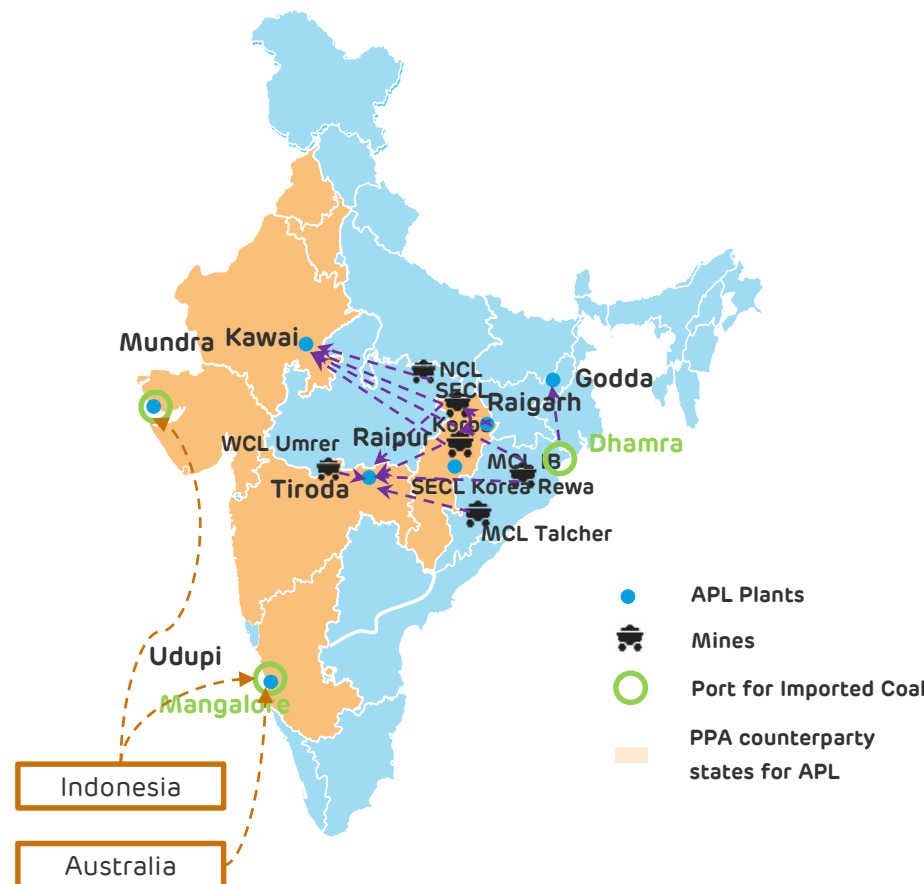 Mundra
Kawai
NCL
SECL
Godda
Raigarh
WCL Umrer
Raipur
Dhamra
MCL IB
Tiroda
SECL Korea Rewa
MCL Talcher
APL Plants
Mines
Port for Imported Coal
PPA counterparty
states for APL
Udupi
Mangalore
Indonesia
Australia